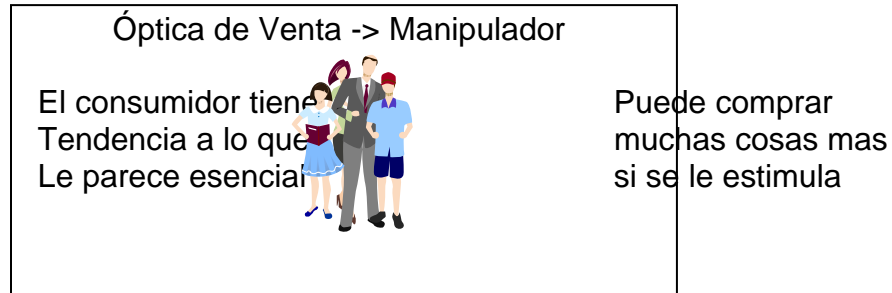 Óptica de Venta -> Manipulador
El consumidor tiene
Tendencia a lo que
Le parece esencial
Puede comprar
muchas cosas mas
si se le estimula